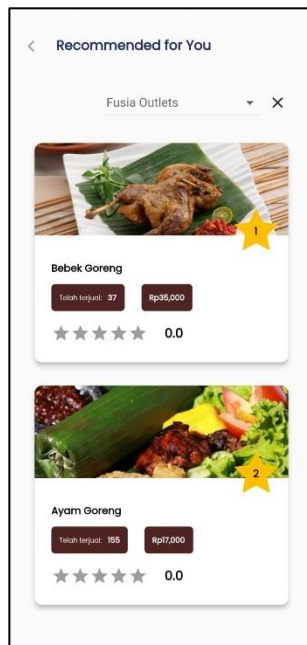 Recommended for You
Fusia Outlets
1
Bebek Goreng
Telah terjual: 37 Rp35,000
0.0
2
Ayam Goreng
Telah terjual: 155 Rp17,000
0.0